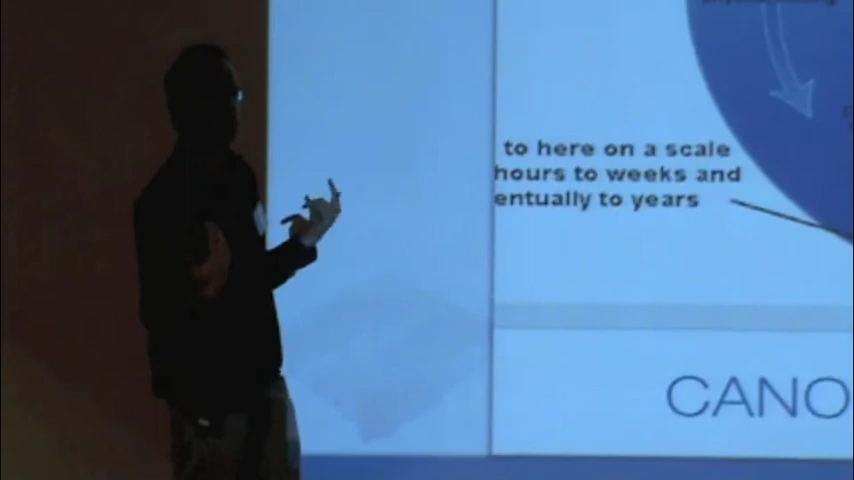 to here on a scale
hours to weeks and
entually to years
CANO